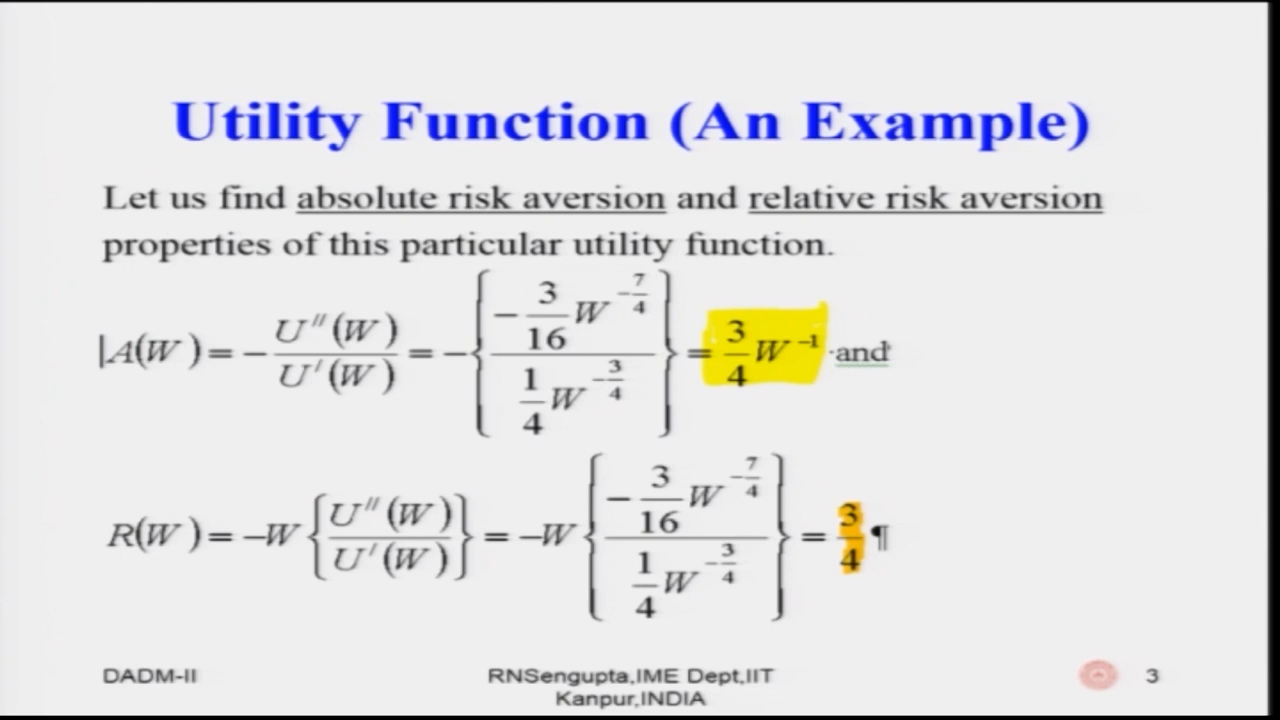 Utility Function (An Example)
Let us find absolute risk aversion and relative risk aversion
properties of this particular utility function.
A(W) = − U″(W) / U′(W) = −{ −3/16 W^(−7/4) / 1/4 W^(−3/4) } = 3/4 W^(−1) and
R(W) = −W { U″(W) / U′(W) } = −W { −3/16 W^(−7/4) / 1/4 W^(−3/4) } = 3/4 ¶
DADM-II
RNSengupta,IME Dept,IIT
Kanpur,INDIA
3